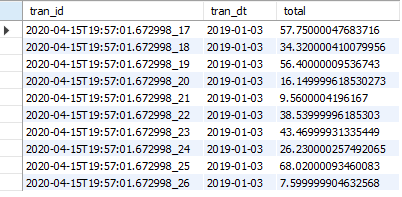 tran_id tran_dt total
2020-04-15T19:57:01.672998_17 2019-01-03 57.75000047683716
2020-04-15T19:57:01.672998_18 2019-01-03 34.320000410079956
2020-04-15T19:57:01.672998_19 2019-01-03 56.40000009536743
2020-04-15T19:57:01.672998_20 2019-01-03 16.149999618530273
2020-04-15T19:57:01.672998_21 2019-01-03 9.5600004196167
2020-04-15T19:57:01.672998_22 2019-01-03 38.53999996185303
2020-04-15T19:57:01.672998_23 2019-01-03 43.46999931335449
2020-04-15T19:57:01.672998_24 2019-01-03 26.230000257492065
2020-04-15T19:57:01.672998_25 2019-01-03 68.02000093460083
2020-04-15T19:57:01.672998_26 2019-01-03 7.599999904632568